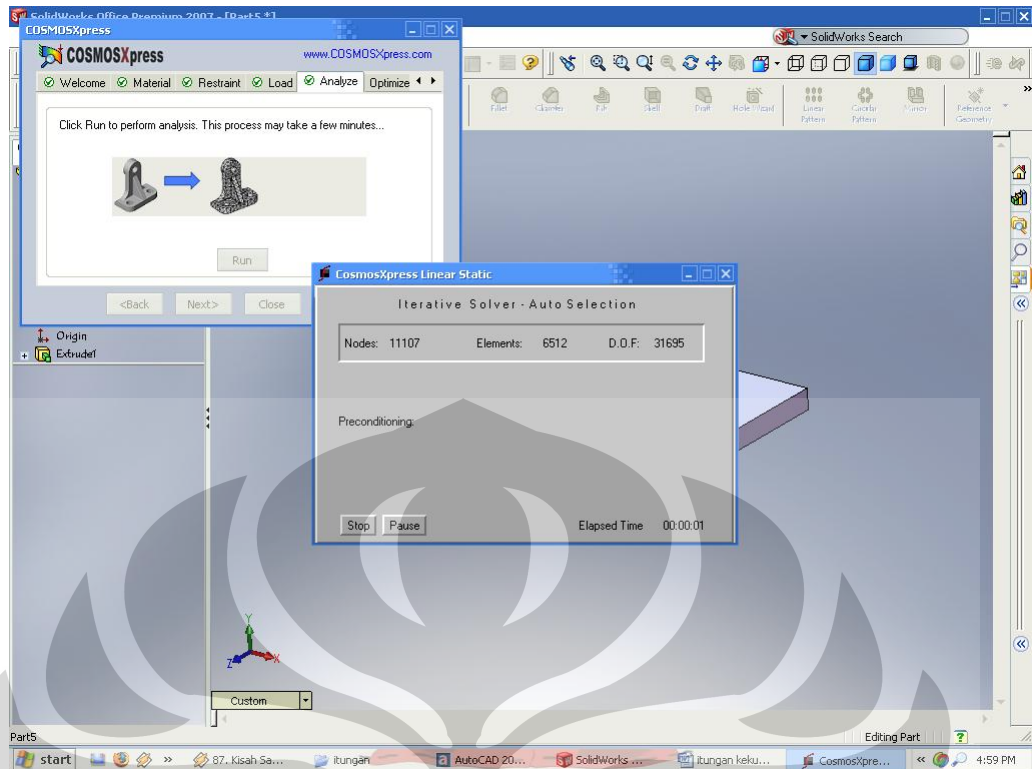 SolidWorks Office Premium 2007 - [Part5 *]
COSMOSXpress
COSMOSXpress www.COSMOSXpress.com
Welcome Material Restraint Load Analyze Optimize
Click Run to perform analysis. This process may take a few minutes...
Run
<Back Next> Close
SolidWorks Search
Fillet Chamfer Rib Shell Draft Hole Wizard Linear Pattern Circular Pattern Mirror Reference Geometry
Origin
Extrude1
CosmosXpress Linear Static
Iterative Solver - Auto Selection
Nodes: 11107 Elements: 6512 D.O.F: 31695
Preconditioning:
Stop Pause Elapsed Time 00:00:01
Y
Z X
Custom
Part5 Editing Part
start 87. Kisah Sa... itungan AutoCAD 20... SolidWorks ... itungan keku... CosmosXpre... 4:59 PM